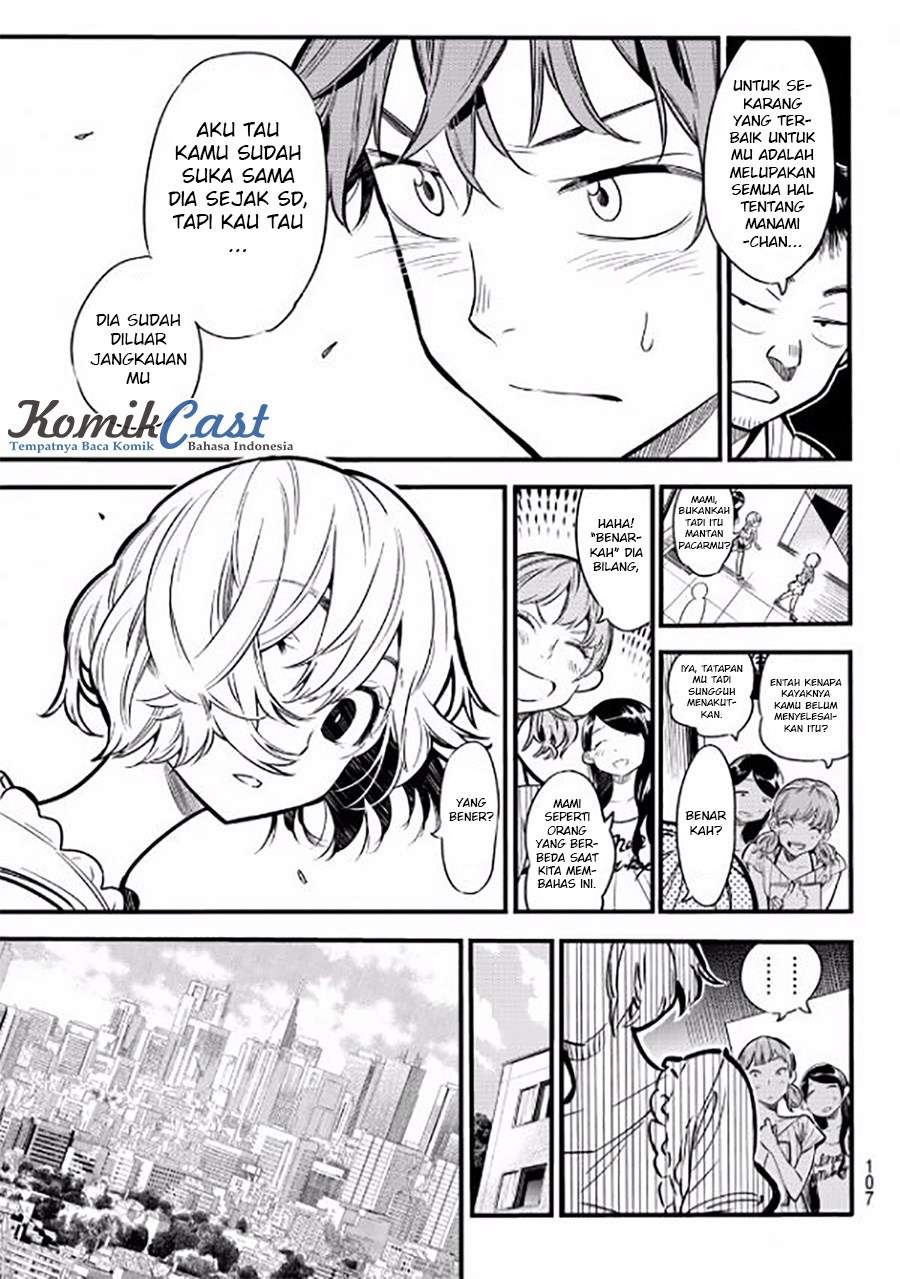 UNTUK SE-
KARANG
YANG TER-
BAIK UNTUK
MU ADALAH
MELUPAKAN
SEMUA HAL
TENTANG
MANAMI
-CHAN...
AKU TAU
KAMU SUDAH
SUKA SAMA
DIA SEJAK SD,
TAPI KAU TAU
...
DIA SUDAH
DILUAR
JANGKAUAN
MU
KomikCast
Tempatnya Baca Komik Bahasa Indonesia
MAMI,
BUKANKAH
TADI ITU
MANTAN
PACARMU?
ENTAH KENAPA
KAYAKNYA
KAMU BELUM
MENYELESAI-
KAN ITU?
IYA, TATAPAN
MU TADI
SUNGGUH
MENAKUT-
KAN.
BENAR
KAH?
HAHA!
"BENAR-
KAH" DIA
BILANG,
MAMI
SEPERTI
ORANG
YANG BER-
BEDA SAAT
KITA MEM-
BAHAS INI.
YANG
BENER?
......
107